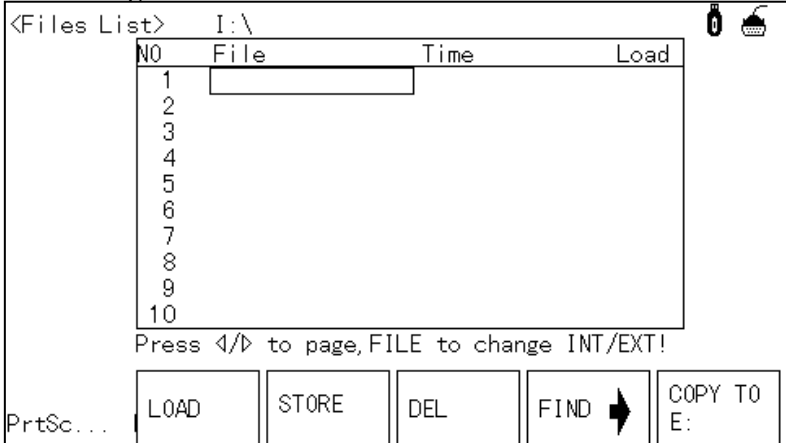 <Files List> I:\
NO File Time Load
1
2
3
4
5
6
7
8
9
10
Press ◁/▷ to page,FILE to change INT/EXT!
LOAD
STORE
DEL
FIND
COPY TO
E:
PrtSc...